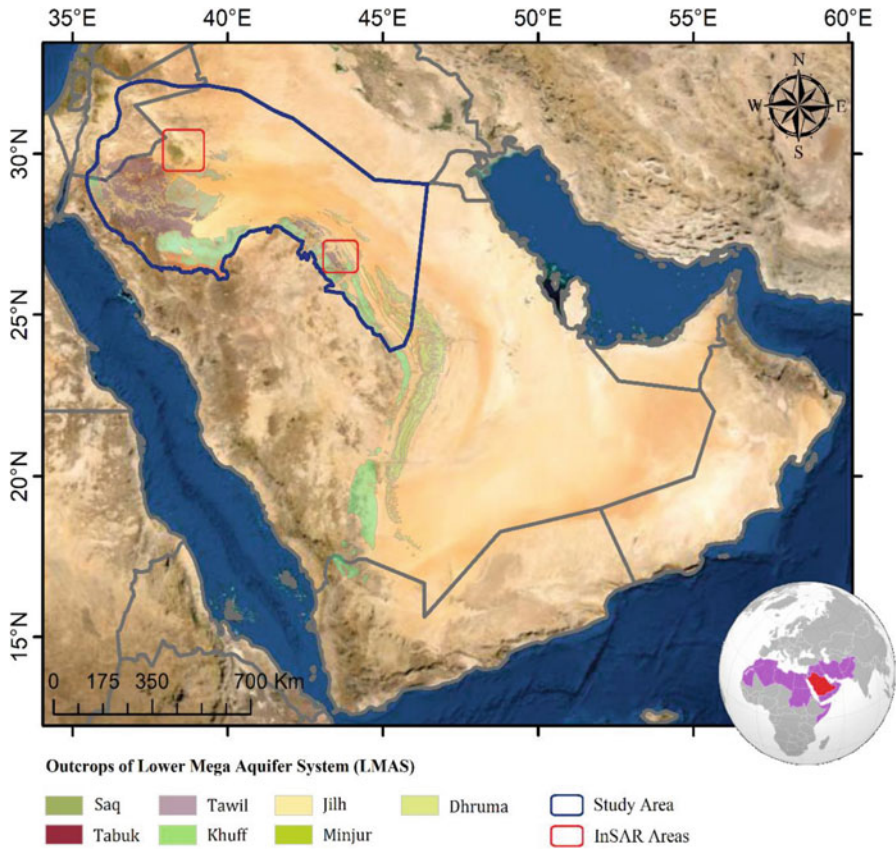 35°E 40°E 45°E 50°E 55°E 60°E
N
W E
S
30°N
25°N
20°N
15°N
0 175 350 700 Km
Outcrops of Lower Mega Aquifer System (LMAS)
Saq Tawil Jilh Dhruma Study Area
Tabuk Khuff Minjur InSAR Areas